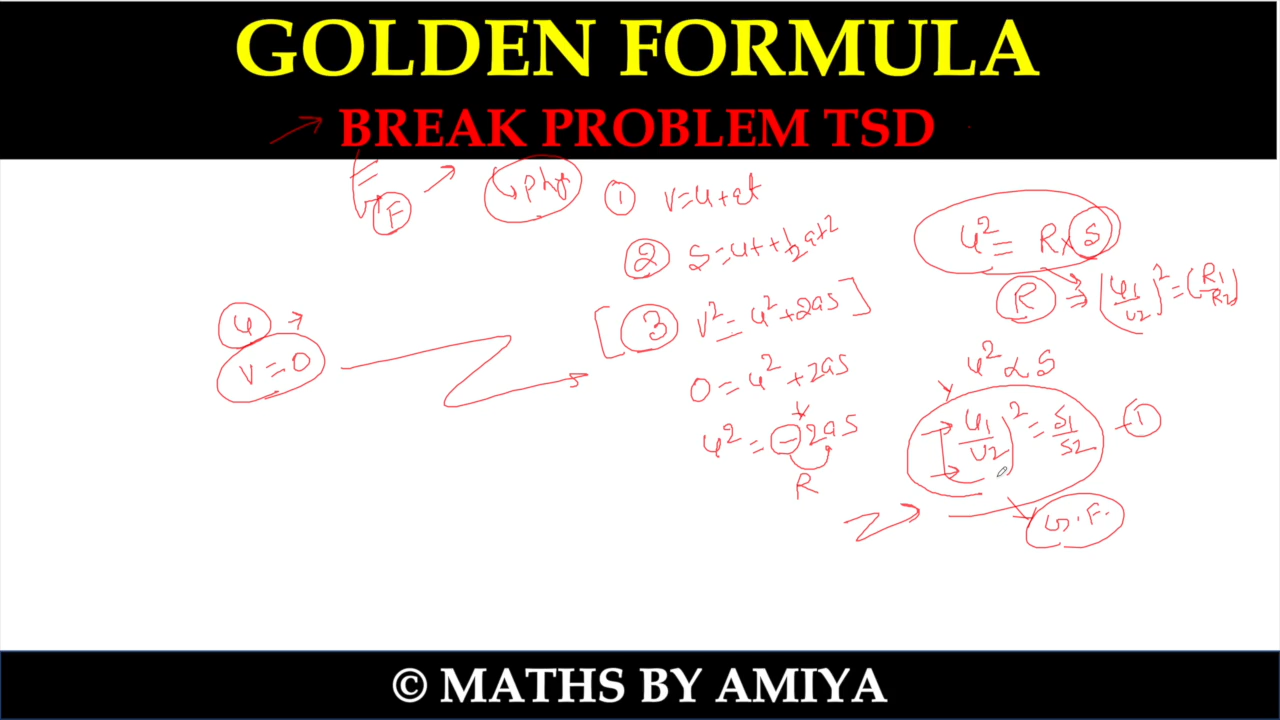 GOLDEN FORMULA
BREAK PROBLEM TSD
F
↳ phy
① v=u+at
② S=ut+½at²
[③ v²=u²+2as]
0=u²+2as
u²=-2as
R
u
v=0
u²=R×S
R ⇒ (u1/u2)²=(R1/R2)
u² ∝ S
(u1/u2)²=S1/S2 -①
G.F.
© MATHS BY AMIYA